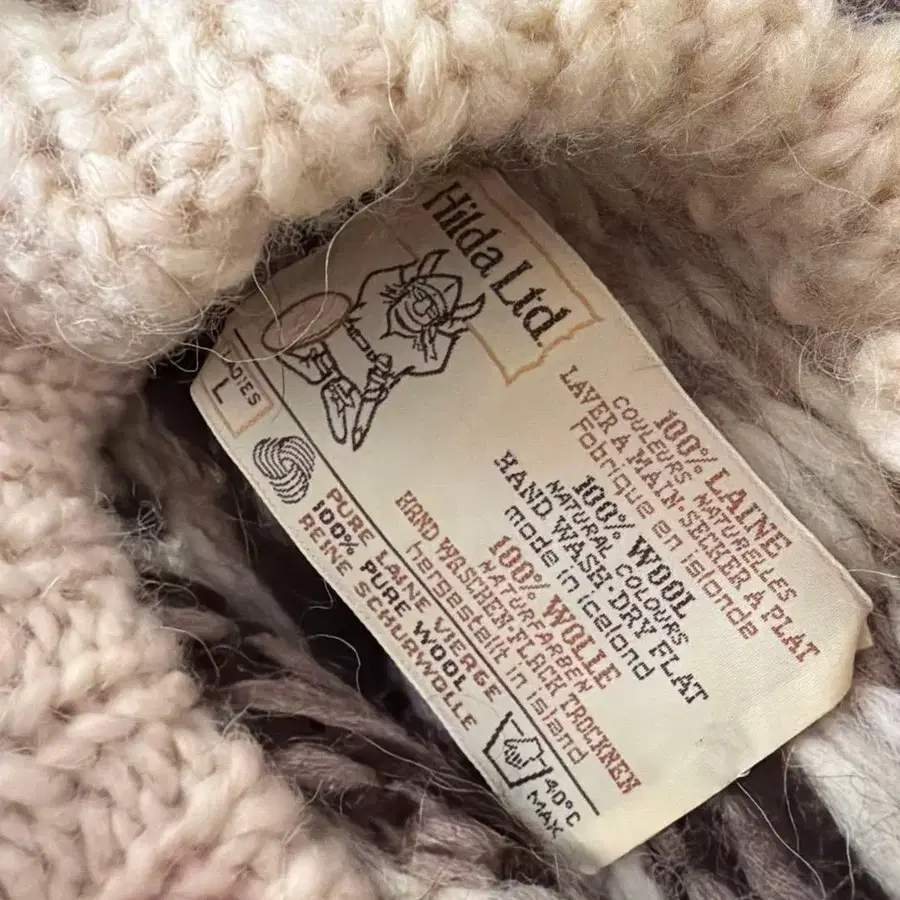 Hilda Ltd.
LADIES
L
100% LAINE
COULEURS NATURELLES
LAVER A MAIN-SECHER A PLAT
Fabrique en islande
100% WOOL
NATURAL COLOURS
HAND WASH-DRY FLAT
made in iceland
100% WOLLE
NATURFARBEN
HAND WASCHEN-FLACH TROCKNEN
hersestellt in island
PURE LAINE VIERGE
100% PURE WOOL
REINE SCHURWOLLE
40°C
MAX